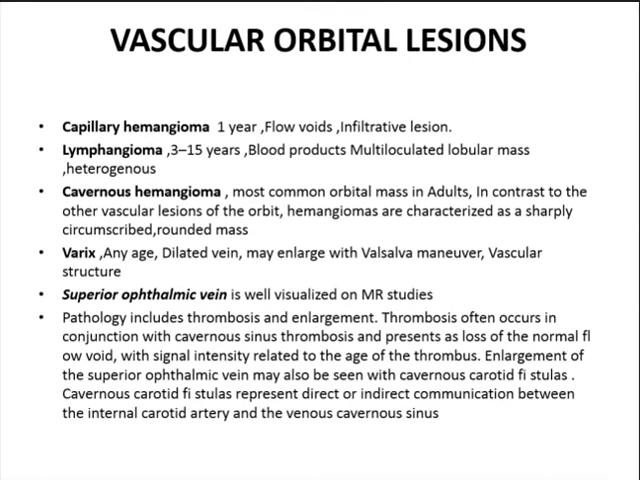 VASCULAR ORBITAL LESIONS
• Capillary hemangioma 1 year ,Flow voids ,Infiltrative lesion.
• Lymphangioma ,3–15 years ,Blood products Multiloculated lobular mass
,heterogenous
• Cavernous hemangioma , most common orbital mass in Adults, In contrast to the
other vascular lesions of the orbit, hemangiomas are characterized as a sharply
circumscribed,rounded mass
• Varix ,Any age, Dilated vein, may enlarge with Valsalva maneuver, Vascular
structure
• Superior ophthalmic vein is well visualized on MR studies
• Pathology includes thrombosis and enlargement. Thrombosis often occurs in
conjunction with cavernous sinus thrombosis and presents as loss of the normal fl
ow void, with signal intensity related to the age of the thrombus. Enlargement of
the superior ophthalmic vein may also be seen with cavernous carotid fi stulas .
Cavernous carotid fi stulas represent direct or indirect communication between
the internal carotid artery and the venous cavernous sinus